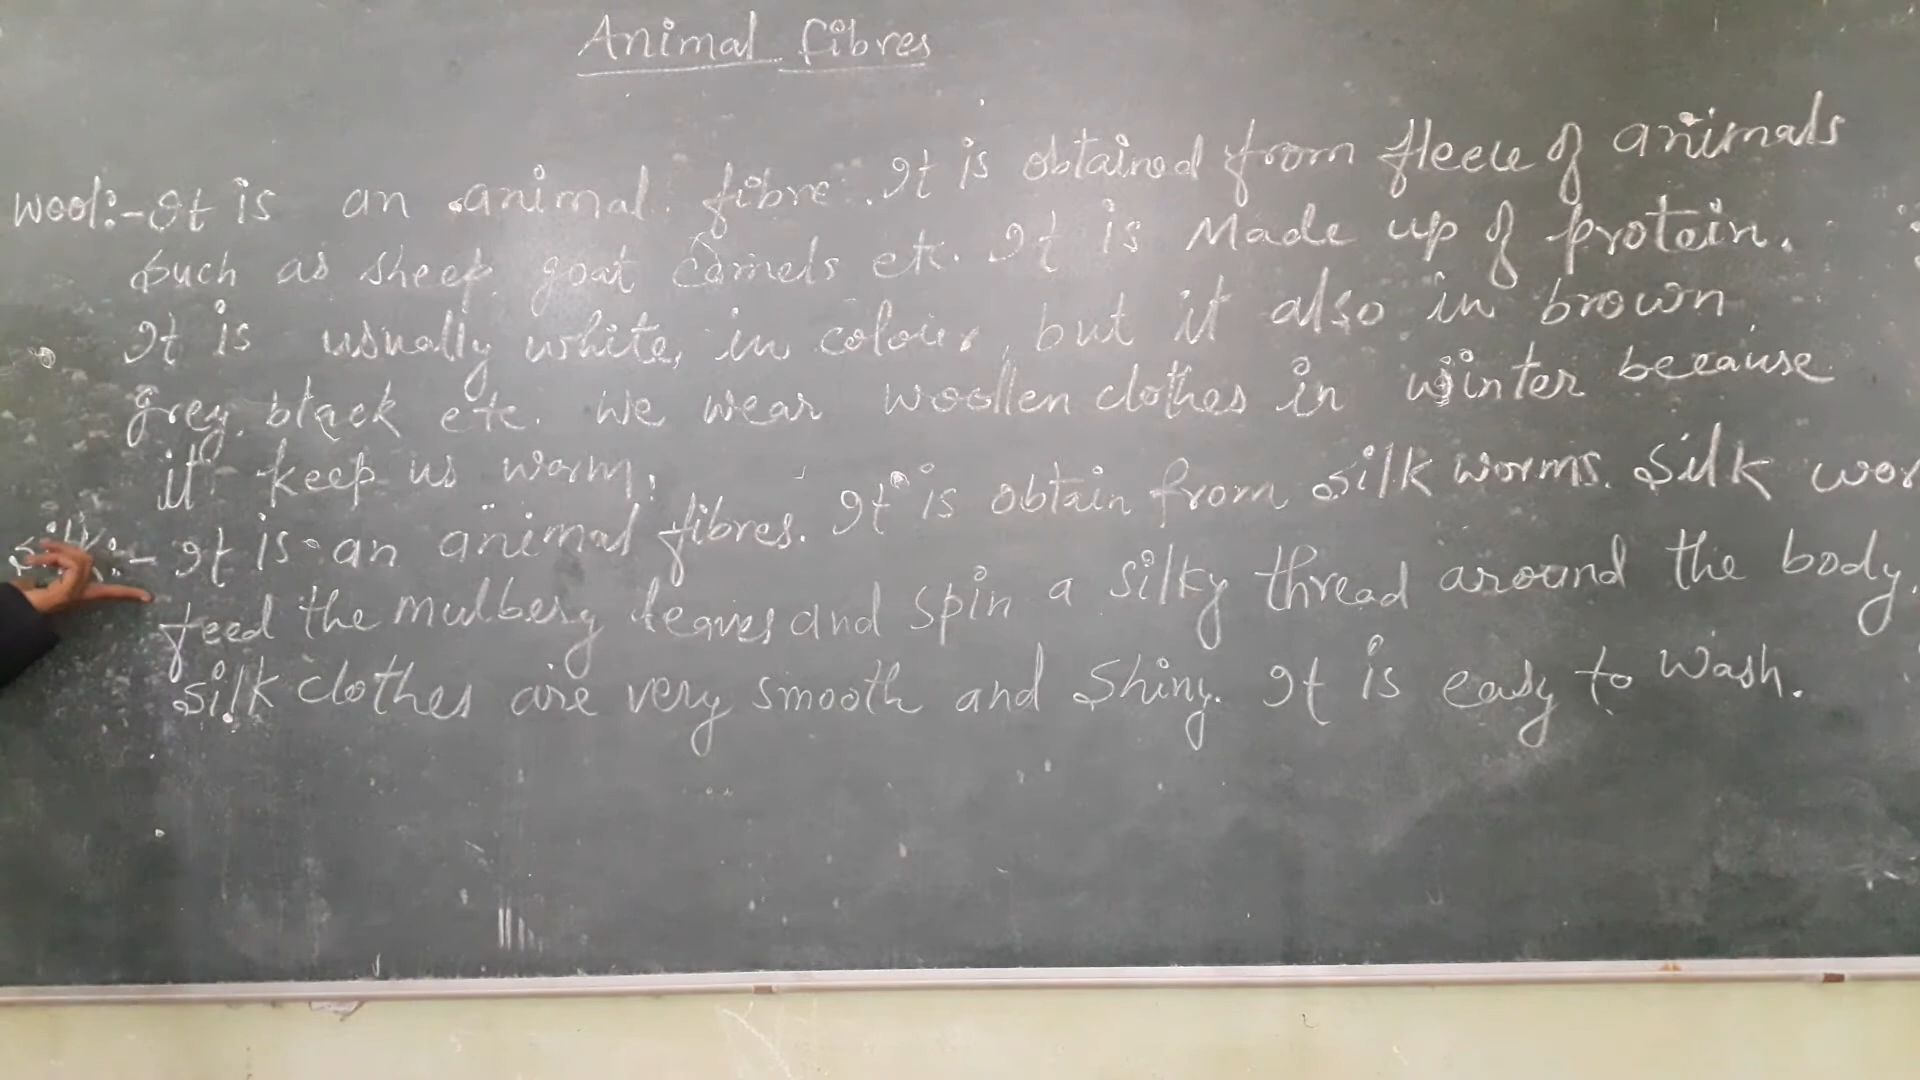 Animal fibres
Wool:- It is an animal fibre. It is obtained from fleece of animals
such as sheep, goat camels etc. It is Made up of protein.
It is usually white, in colour, but it also in brown,
grey, black etc. We wear woollen clothes in winter because
it keep us warm.
Silk:- It is an animal fibres. It is obtain from silk worms. Silk wor
feed the mulbery leaves and spin a silky thread around the body.
Silk clothes are very smooth and Shiny. It is easy to Wash.